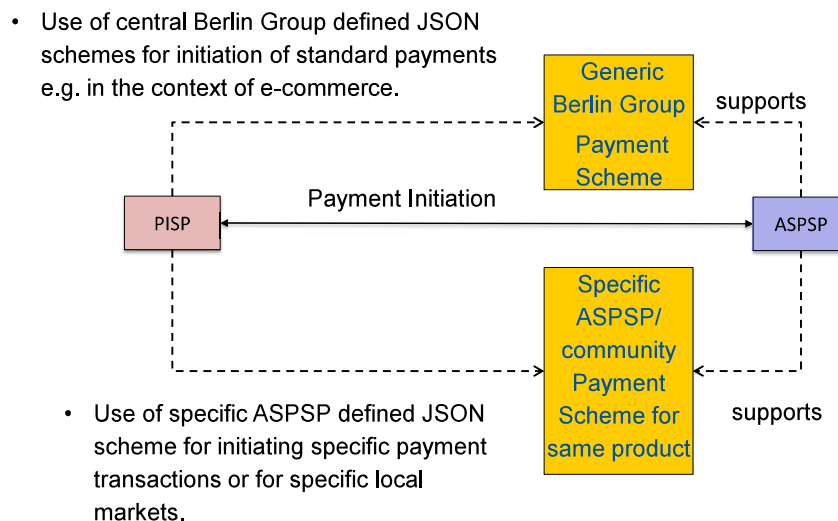 • Use of central Berlin Group defined JSON
schemes for initiation of standard payments
e.g. in the context of e-commerce.
Generic
Berlin Group
Payment
Scheme
supports
Payment Initiation
PISP
ASPSP
Specific
ASPSP/
community
Payment
Scheme for
same product
supports
• Use of specific ASPSP defined JSON
scheme for initiating specific payment
transactions or for specific local
markets.